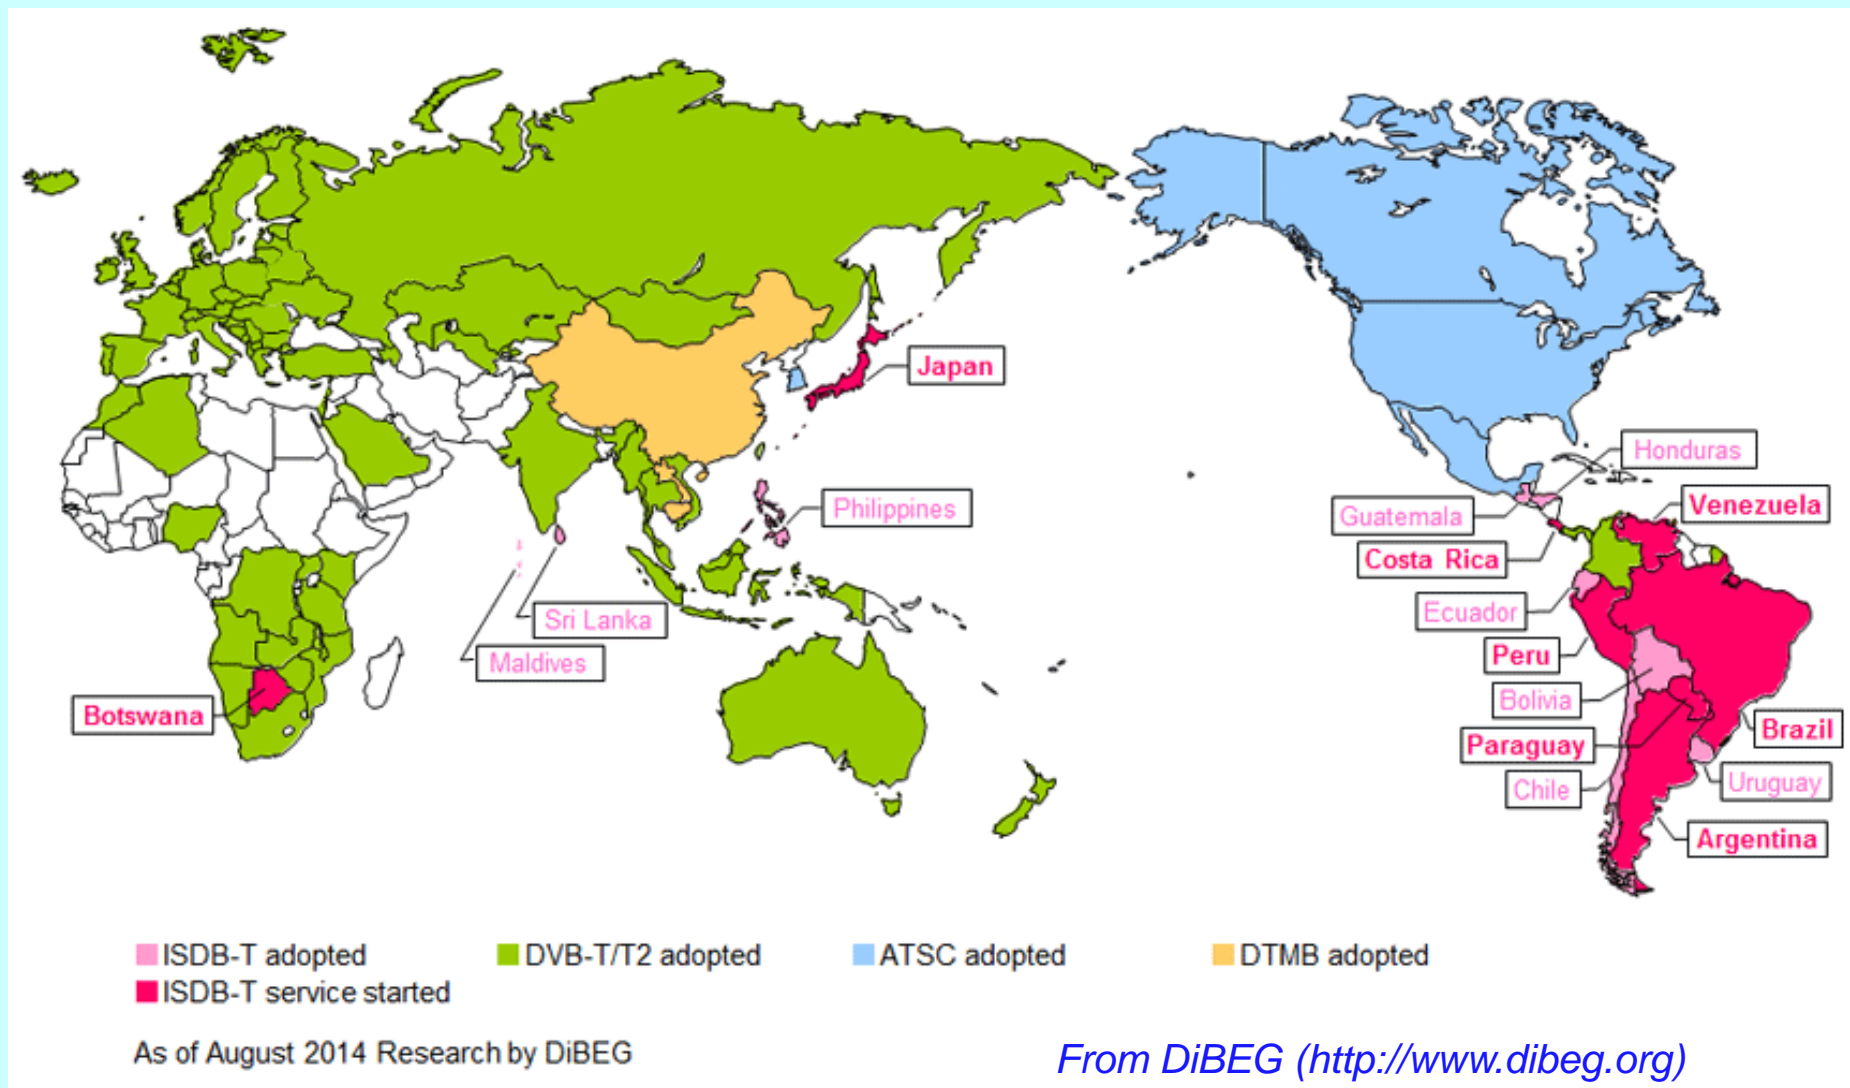 Japan
Honduras
Venezuela
Philippines
Guatemala
Costa Rica
Ecuador
Sri Lanka
Peru
Maldives
Bolivia
Botswana
Brazil
Paraguay
Chile
Uruguay
Argentina
ISDB-T adopted
DVB-T/T2 adopted
ATSC adopted
DTMB adopted
ISDB-T service started
As of August 2014 Research by DiBEG
From DiBEG (http://www.dibeg.org)